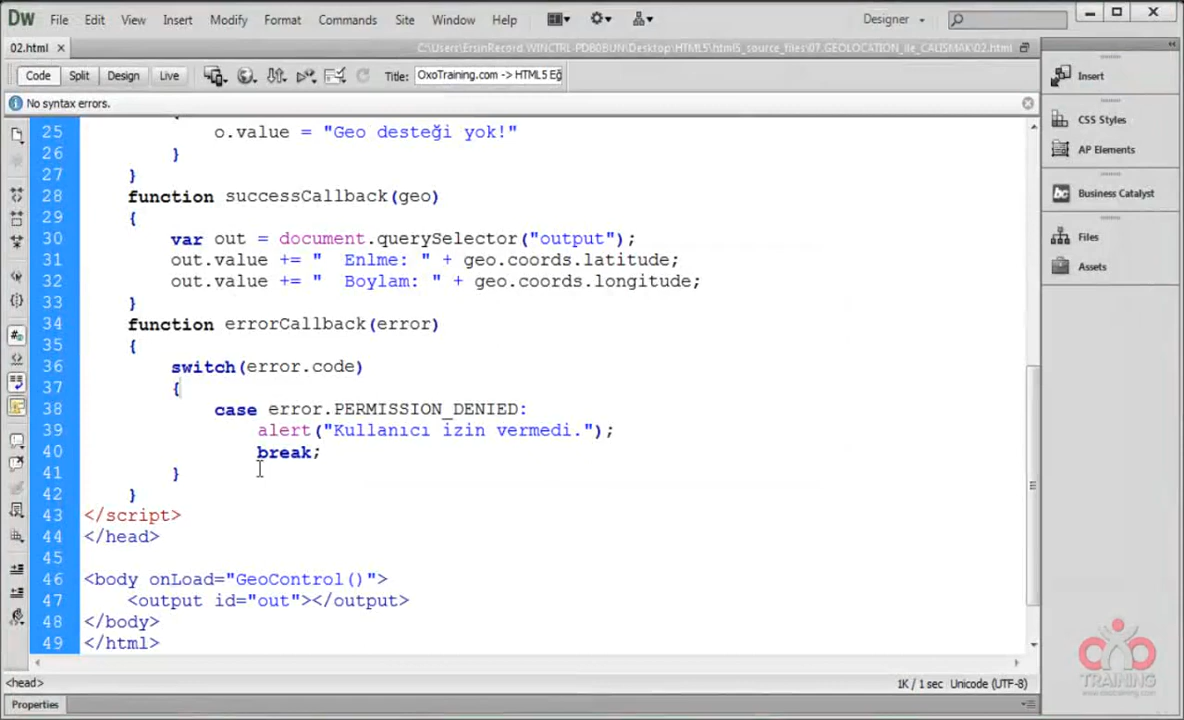 Dw File Edit View Insert Modify Format Commands Site Window Help Designer
02.html
C:\Users\ErsinRecord.WINCTRL-PDB0BUN\Desktop\HTML5\html5_source_files\07.GEOLOCATION_ile_CALISMAK\02.html
Code Split Design Live Title: OxoTraining.com -> HTML5 Eğ
No syntax errors.
25 o.value = "Geo desteği yok!"
26 }
27 }
28 function successCallback(geo)
29 {
30 var out = document.querySelector("output");
31 out.value += "  Enlme: " + geo.coords.latitude;
32 out.value += "  Boylam: " + geo.coords.longitude;
33 }
34 function errorCallback(error)
35 {
36 switch(error.code)
37 {
38 case error.PERMISSION_DENIED:
39 alert("Kullanıcı izin vermedi.");
40 break;
41 }
42 }
43 </script>
44 </head>
45
46 <body onLoad="GeoControl()">
47 <output id="out"></output>
48 </body>
49 </html>
<head>
1K / 1 sec Unicode (UTF-8)
Properties
Insert
CSS Styles
AP Elements
Business Catalyst
Files
Assets
TRAINING
www.oxotraining.com